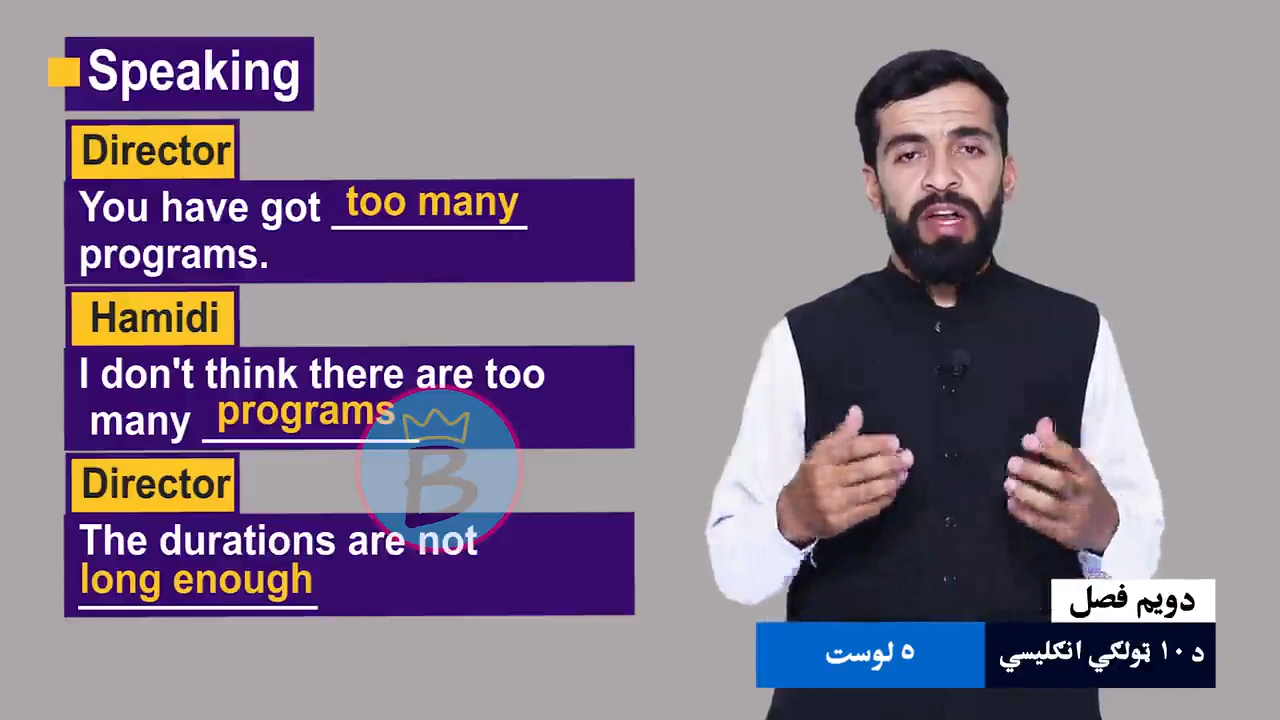 Speaking
Director
You have got too many
programs.
Hamidi
I don't think there are too
many programs
Director
The durations are not
long enough
B
دویم فصل
د ۱۰ ټولګي انګلیسي
۵ لوست